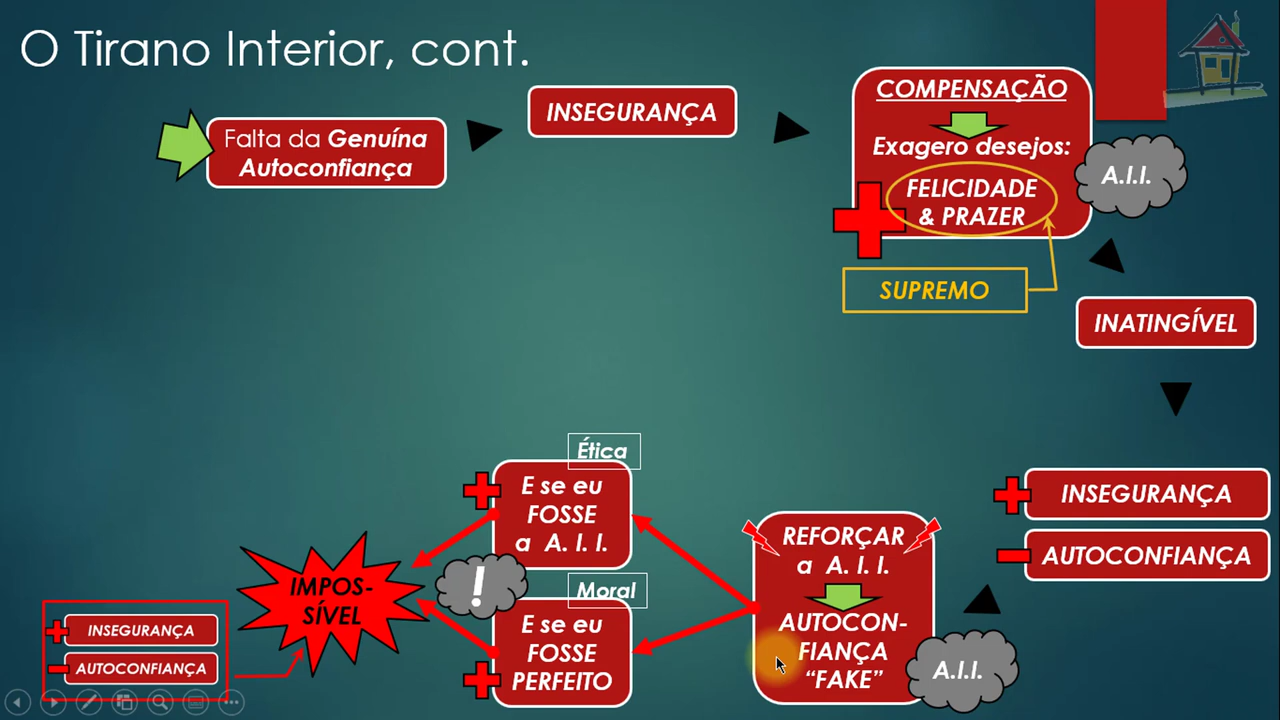 O Tirano Interior, cont.
Falta da Genuína
Autoconfiança
INSEGURANÇA
COMPENSAÇÃO
Exagero desejos:
FELICIDADE
& PRAZER
A.I.I.
SUPREMO
INATINGÍVEL
INSEGURANÇA
AUTOCONFIANÇA
REFORÇAR
a A. I. I.
AUTOCON-
FIANÇA
“FAKE”
A.I.I.
Ética
E se eu
FOSSE
a A. I. I.
Moral
E se eu
FOSSE
PERFEITO
!
IMPOS-
SÍVEL
INSEGURANÇA
AUTOCONFIANÇA